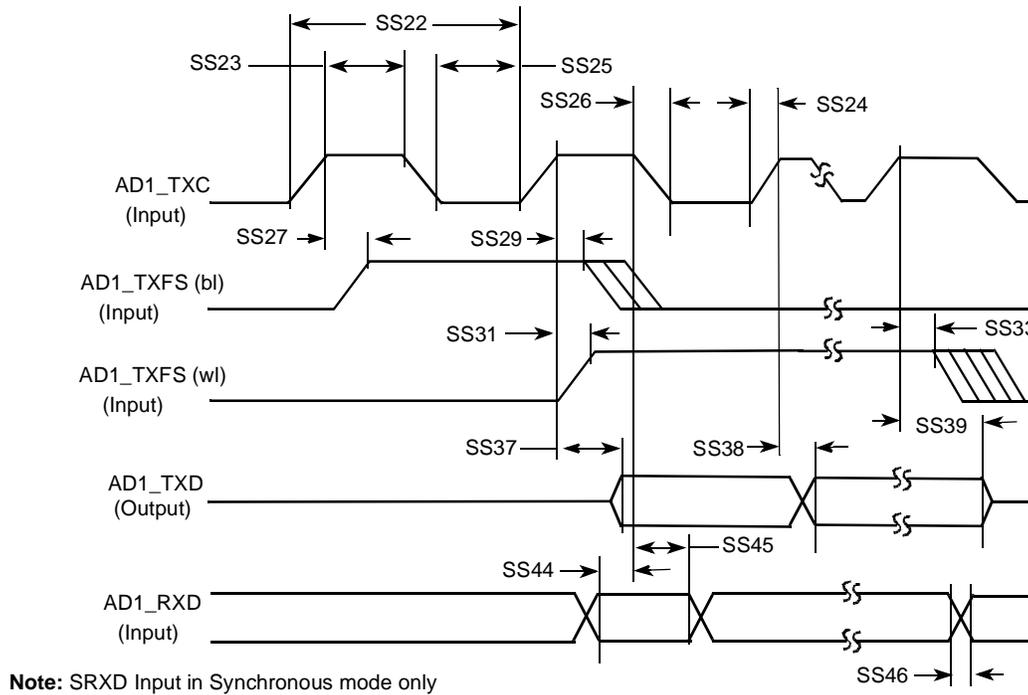 SS22
SS23
SS25
SS26
SS24
AD1_TXC
(Input)
SS27
SS29
AD1_TXFS (bl)
(Input)
SS31
SS33
AD1_TXFS (wl)
(Input)
SS39
SS37
SS38
AD1_TXD
(Output)
SS45
SS44
AD1_RXD
(Input)
SS46
Note: SRXD Input in Synchronous mode only